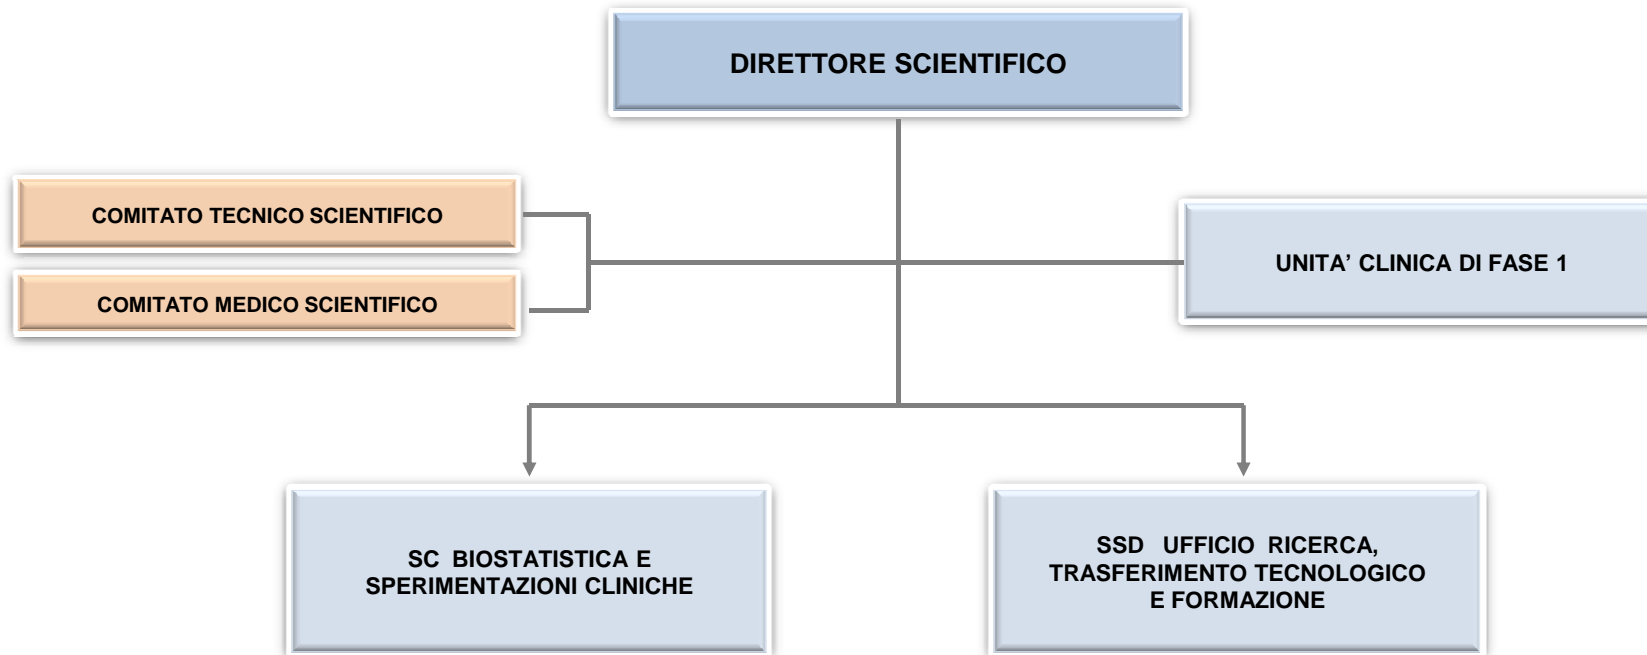 DIRETTORE SCIENTIFICO
COMITATO TECNICO SCIENTIFICO
COMITATO MEDICO SCIENTIFICO
UNITA’ CLINICA DI FASE 1
SC BIOSTATISTICA E
SPERIMENTAZIONI CLINICHE
SSD UFFICIO RICERCA,
TRASFERIMENTO TECNOLOGICO
E FORMAZIONE